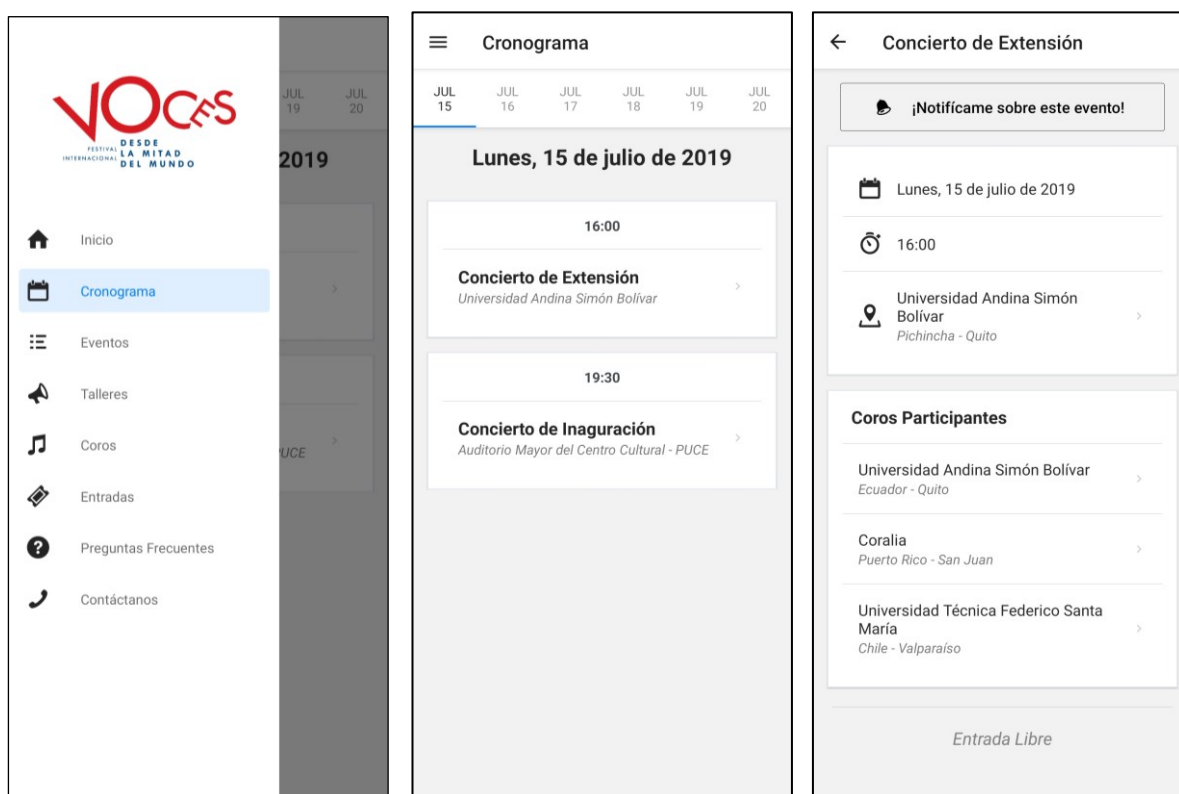 VOCES
FESTIVAL
INTERNACIONAL
DESDE
LA MITAD
DEL MUNDO
Inicio
Cronograma
Eventos
Talleres
Coros
Entradas
Preguntas Frecuentes
Contáctanos
JUL JUL
19 20
2019
PUCE
Cronograma
JUL JUL JUL JUL JUL JUL
15 16 17 18 19 20
Lunes, 15 de julio de 2019
16:00
Concierto de Extensión
Universidad Andina Simón Bolívar
19:30
Concierto de Inaguración
Auditorio Mayor del Centro Cultural - PUCE
Concierto de Extensión
¡Notifícame sobre este evento!
Lunes, 15 de julio de 2019
16:00
Universidad Andina Simón
Bolívar
Pichincha - Quito
Coros Participantes
Universidad Andina Simón Bolívar
Ecuador - Quito
Coralia
Puerto Rico - San Juan
Universidad Técnica Federico Santa
María
Chile - Valparaíso
Entrada Libre